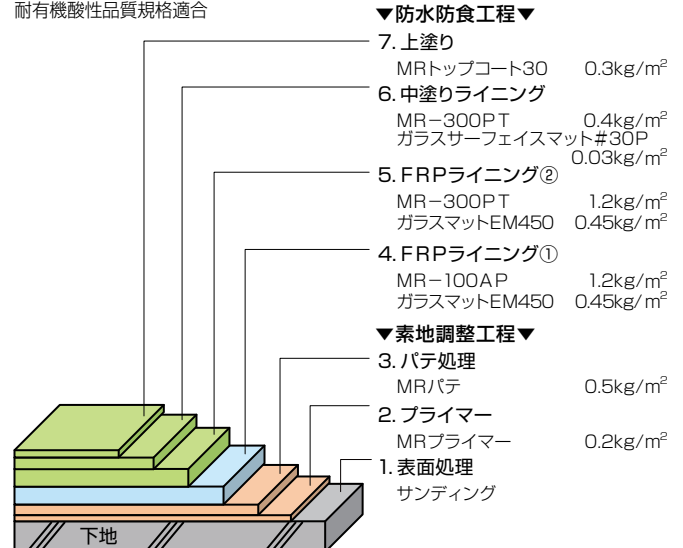 耐有機酸性品質規格適合
▼防水防食工程▼
7. 上塗り
MRトップコート30 0.3kg/m²
6. 中塗りライニング
MR－300PT 0.4kg/m²
ガラスサーフェイスマット#30P
0.03kg/m²
5. FRPライニング②
MR－300PT 1.2kg/m²
ガラスマットEM450 0.45kg/m²
4. FRPライニング①
MR－100AP 1.2kg/m²
ガラスマットEM450 0.45kg/m²
▼素地調整工程▼
3. パテ処理
MRパテ 0.5kg/m²
2. プライマー
MRプライマー 0.2kg/m²
1. 表面処理
サンディング
下地